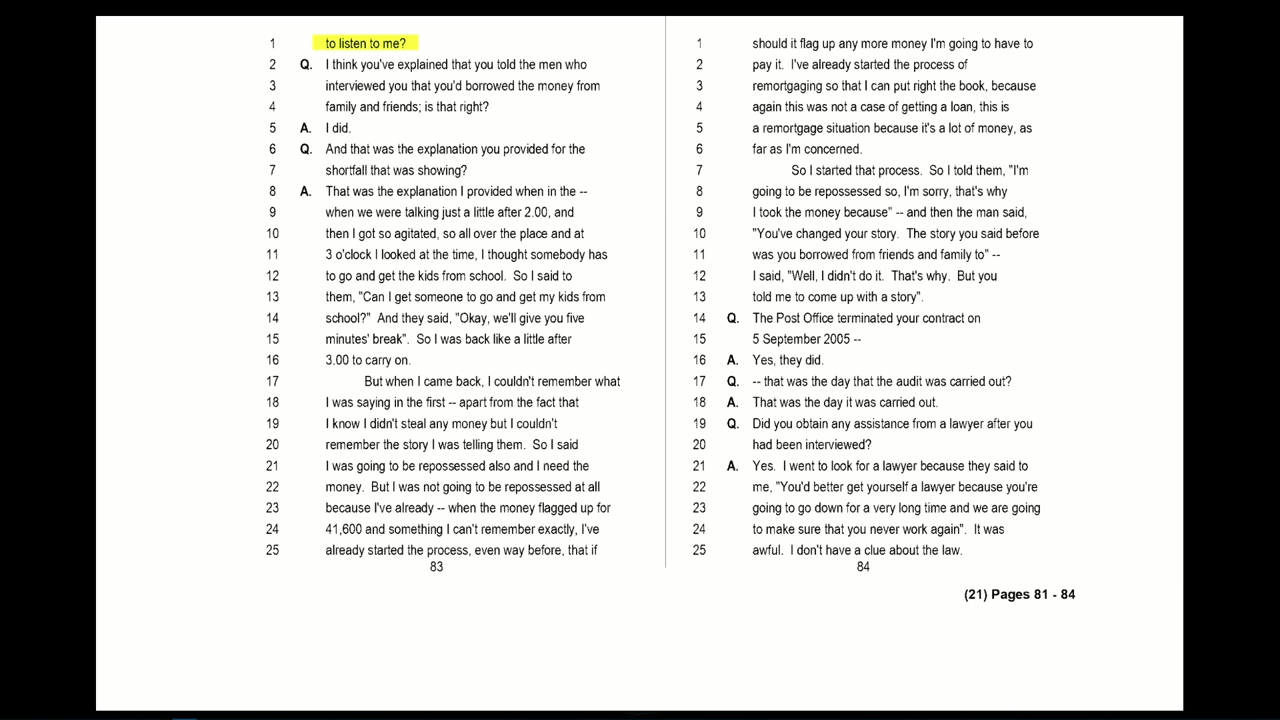 1 to listen to me?
2 Q. I think you've explained that you told the men who
3 interviewed you that you'd borrowed the money from
4 family and friends; is that right?
5 A. I did.
6 Q. And that was the explanation you provided for the
7 shortfall that was showing?
8 A. That was the explanation I provided when in the --
9 when we were talking just a little after 2.00, and
10 then I got so agitated, so all over the place and at
11 3 o'clock I looked at the time, I thought somebody has
12 to go and get the kids from school. So I said to
13 them, "Can I get someone to go and get my kids from
14 school?" And they said, "Okay, we'll give you five
15 minutes' break". So I was back like a little after
16 3.00 to carry on.
17 But when I came back, I couldn't remember what
18 I was saying in the first -- apart from the fact that
19 I know I didn't steal any money but I couldn't
20 remember the story I was telling them. So I said
21 I was going to be repossessed also and I need the
22 money. But I was not going to be repossessed at all
23 because I've already -- when the money flagged up for
24 41,600 and something I can't remember exactly, I've
25 already started the process, even way before, that if
83
1 should it flag up any more money I'm going to have to
2 pay it. I've already started the process of
3 remortgaging so that I can put right the book, because
4 again this was not a case of getting a loan, this is
5 a remortgage situation because it's a lot of money, as
6 far as I'm concerned.
7 So I started that process. So I told them, "I'm
8 going to be repossessed so, I'm sorry, that's why
9 I took the money because" -- and then the man said,
10 "You've changed your story. The story you said before
11 was you borrowed from friends and family to" --
12 I said, "Well, I didn't do it. That's why. But you
13 told me to come up with a story".
14 Q. The Post Office terminated your contract on
15 5 September 2005 --
16 A. Yes, they did.
17 Q. -- that was the day that the audit was carried out?
18 A. That was the day it was carried out.
19 Q. Did you obtain any assistance from a lawyer after you
20 had been interviewed?
21 A. Yes. I went to look for a lawyer because they said to
22 me, "You'd better get yourself a lawyer because you're
23 going to go down for a very long time and we are going
24 to make sure that you never work again". It was
25 awful. I don't have a clue about the law.
84
(21) Pages 81 - 84